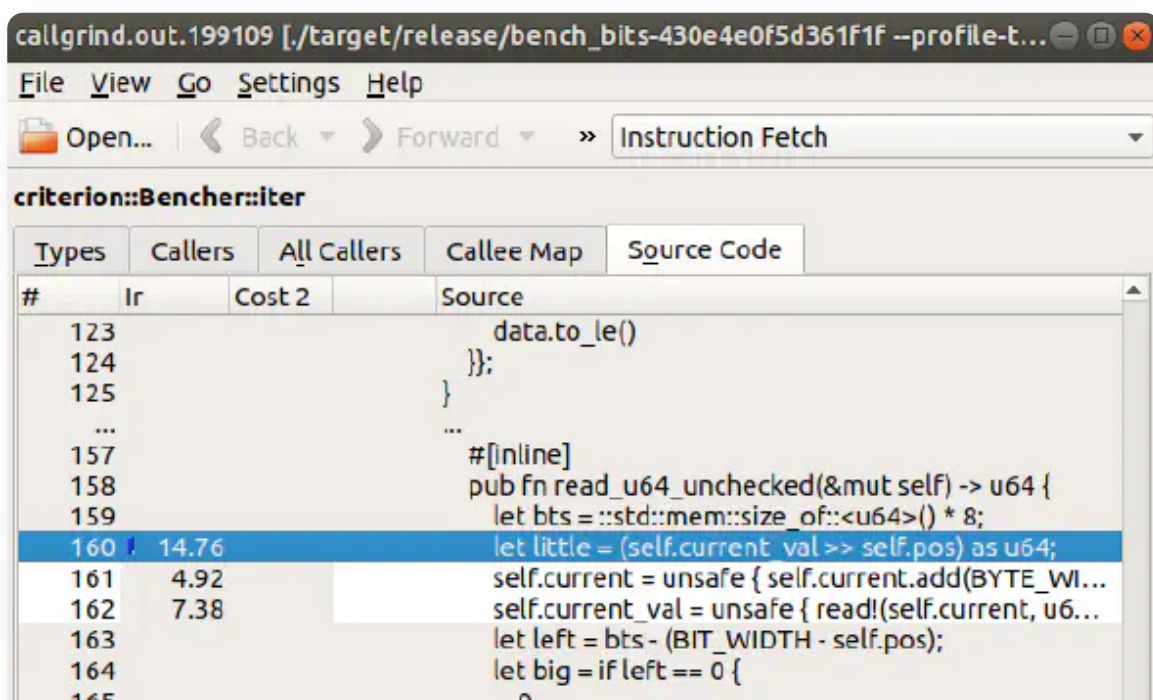 callgrind.out.199109 [./target/release/bench_bits-430e4e0f5d361f1f --profile-t...
File View Go Settings Help
Open... Back Forward » Instruction Fetch
criterion::Bencher::iter
Types Callers All Callers Callee Map Source Code
# Ir Cost 2 Source
123 data.to_le()
124 }};
125 }
... ...
157 #[inline]
158 pub fn read_u64_unchecked(&mut self) -> u64 {
159 let bts = ::std::mem::size_of::<u64>() * 8;
160 14.76 let little = (self.current_val >> self.pos) as u64;
161 4.92 self.current = unsafe { self.current.add(BYTE_WI...
162 7.38 self.current_val = unsafe { read!(self.current, u6...
163 let left = bts - (BIT_WIDTH - self.pos);
164 let big = if left == 0 {